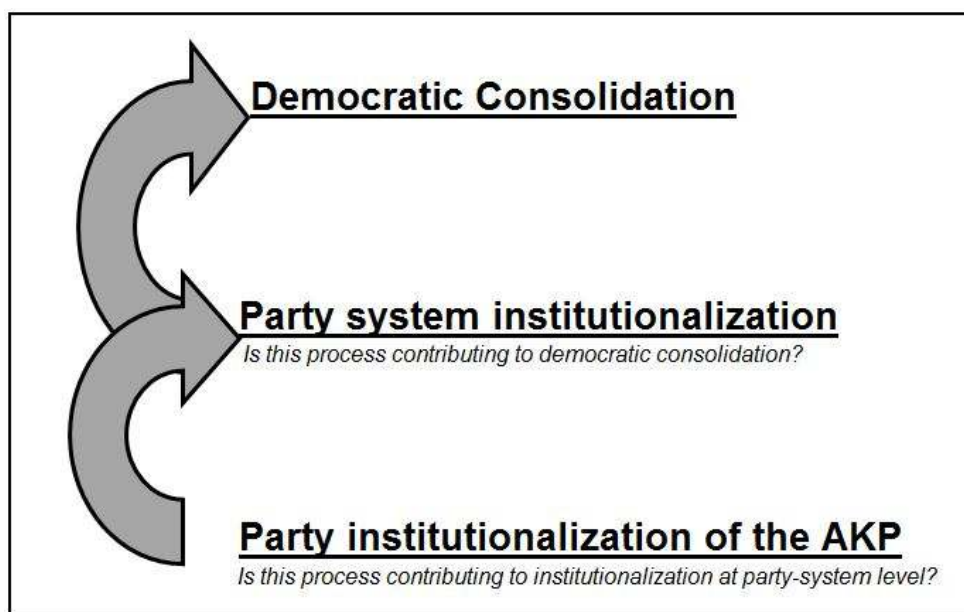 Democratic Consolidation
Party system institutionalization
Is this process contributing to democratic consolidation?
Party institutionalization of the AKP
Is this process contributing to institutionalization at party-system level?